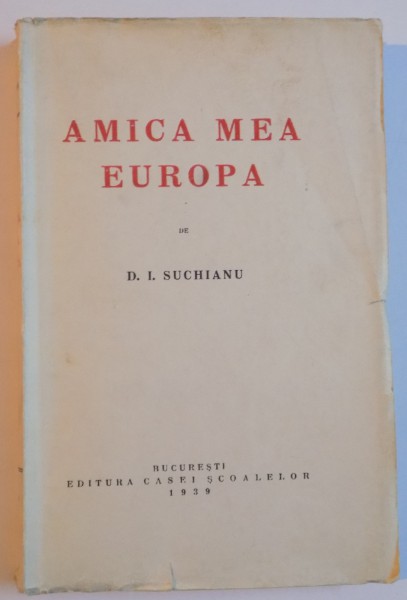 AMICA MEA
EUROPA
DE
D. I. SUCHIANU
BUCUREȘTI
EDITURA CASEI ȘCOALELOR
1939